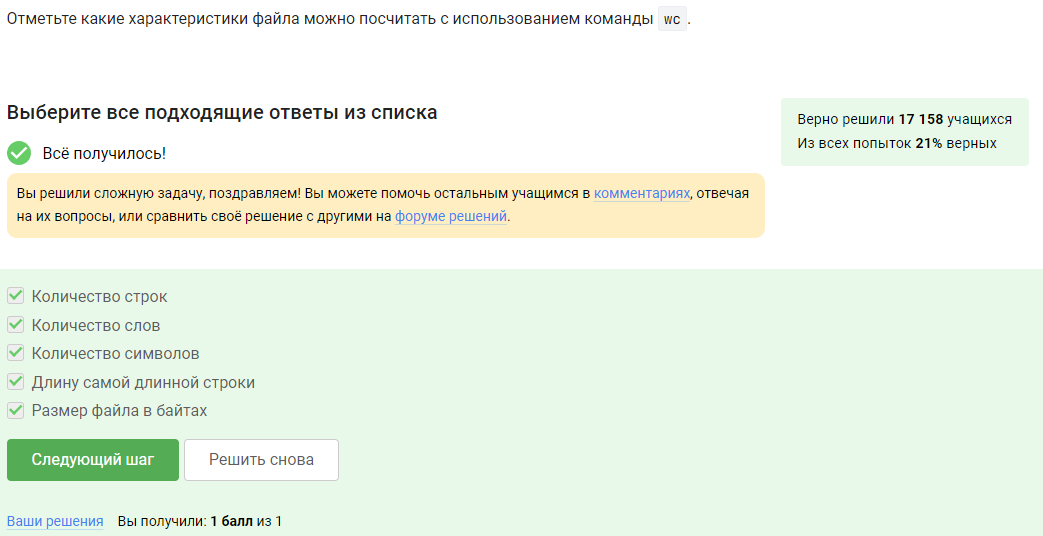 Отметьте какие характеристики файла можно посчитать с использованием команды wc.
Выберите все подходящие ответы из списка
Верно решили 17 158 учащихся
Из всех попыток 21% верных
Всё получилось!
Вы решили сложную задачу, поздравляем! Вы можете помочь остальным учащимся в комментариях, отвечая
на их вопросы, или сравнить своё решение с другими на форуме решений.
Количество строк
Количество слов
Количество символов
Длину самой длинной строки
Размер файла в байтах
Следующий шаг
Решить снова
Ваши решения Вы получили: 1 балл из 1